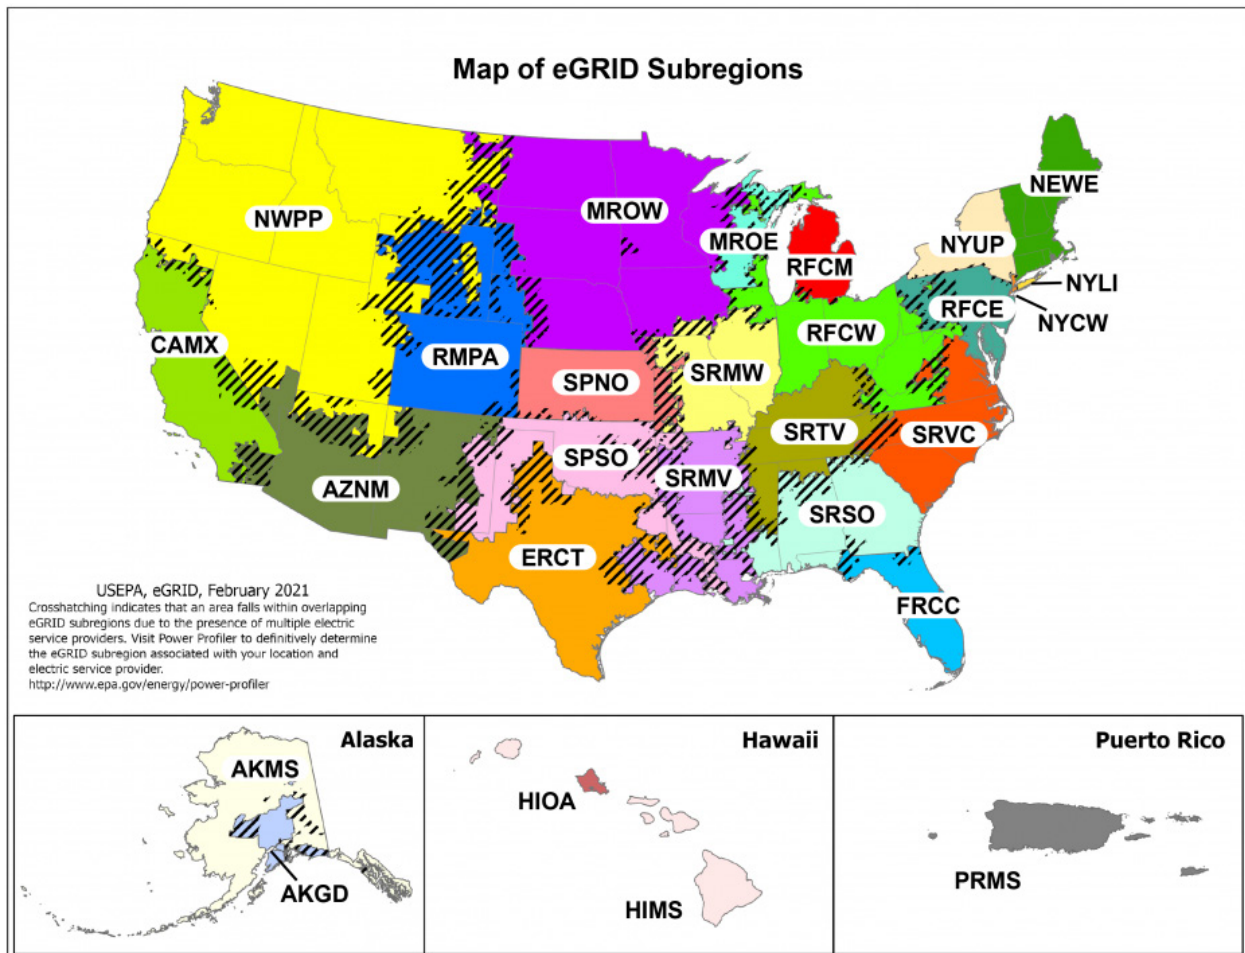 Map of eGRID Subregions
NEWE
NWPP
MROW
MROE
NYUP
RFCM
NYLI
RFCE
NYCW
CAMX
RFCW
RMPA
SRMW
SPNO
SRTV
SRVC
SPSO
SRMV
AZNM
SRSO
ERCT
FRCC
USEPA, eGRID, February 2021
Crosshatching indicates that an area falls within overlapping
eGRID subregions due to the presence of multiple electric
service providers. Visit Power Profiler to definitively determine
the eGRID subregion associated with your location and
electric service provider.
http://www.epa.gov/energy/power-profiler
Alaska
AKMS
AKGD
Hawaii
HIOA
HIMS
Puerto Rico
PRMS